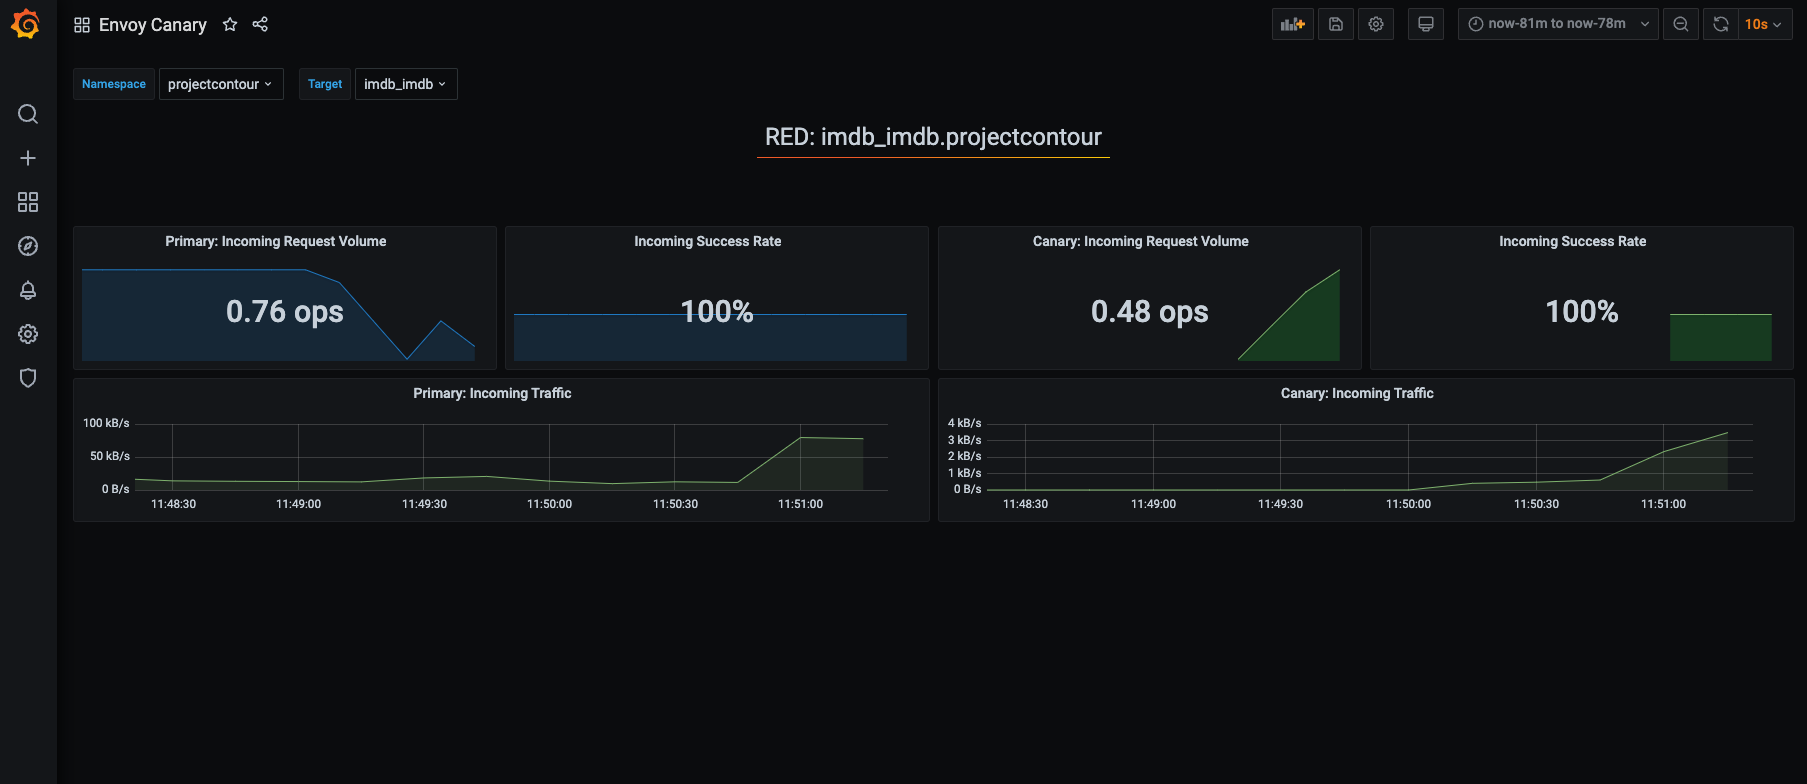 Envoy Canary
now-81m to now-78m
10s
Namespace projectcontour Target imdb_imdb
RED: imdb_imdb.projectcontour
Primary: Incoming Request Volume
0.76 ops
Incoming Success Rate
100%
Canary: Incoming Request Volume
0.48 ops
Incoming Success Rate
100%
Primary: Incoming Traffic
100 kB/s
50 kB/s
0 B/s
11:48:30 11:49:00 11:49:30 11:50:00 11:50:30 11:51:00
Canary: Incoming Traffic
4 kB/s
3 kB/s
2 kB/s
1 kB/s
0 B/s
11:48:30 11:49:00 11:49:30 11:50:00 11:50:30 11:51:00